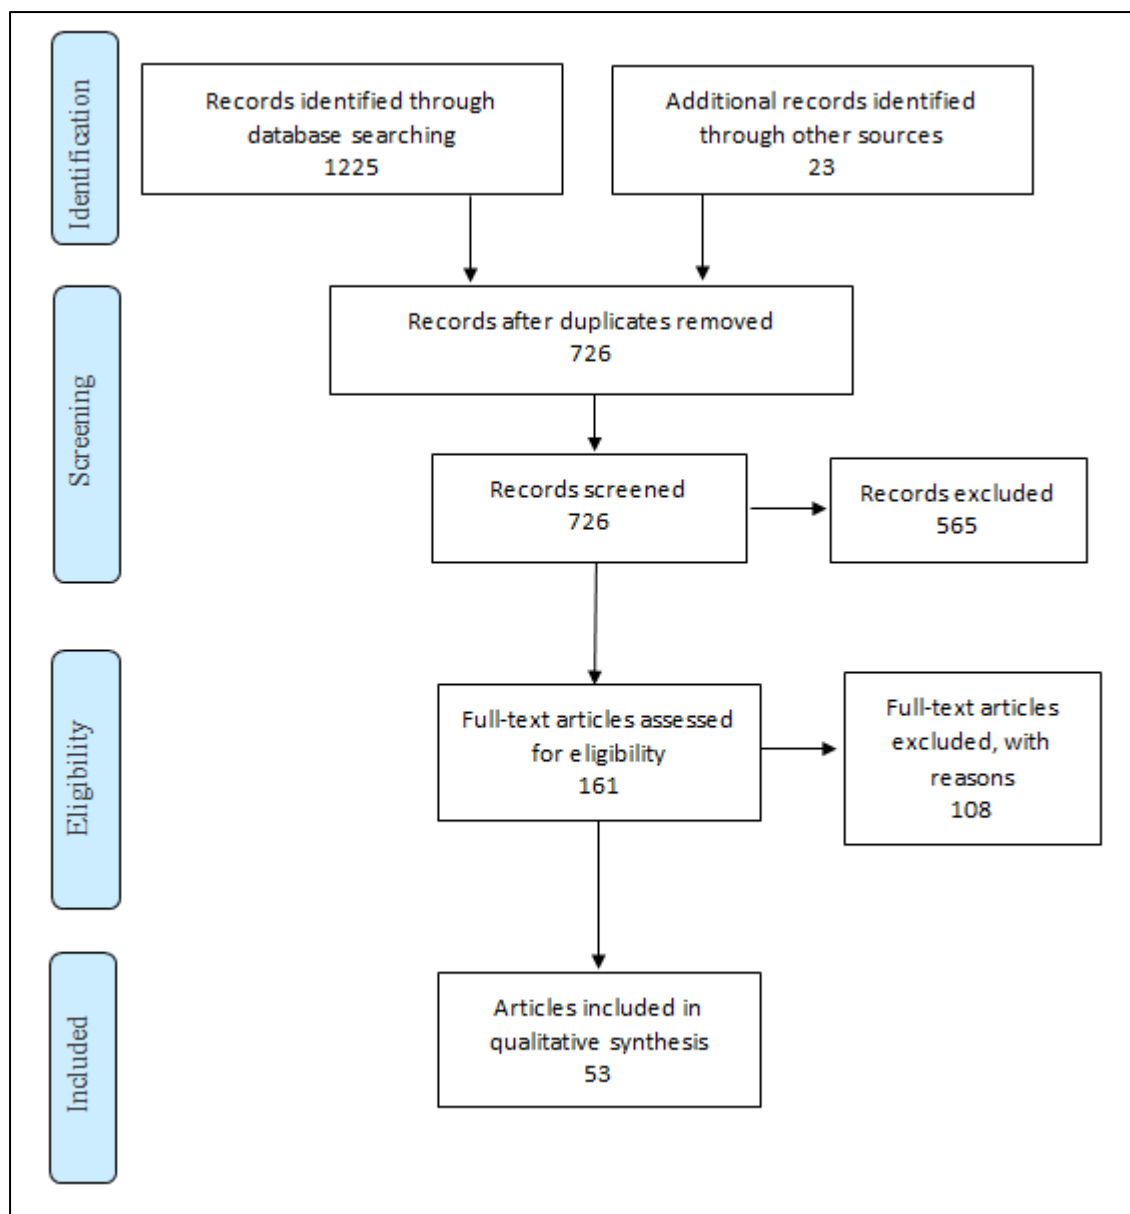 Identification
Records identified through
database searching
1225
Additional records identified
through other sources
23
Screening
Records after duplicates removed
726
Records screened
726
Records excluded
565
Eligibility
Full-text articles assessed
for eligibility
161
Full-text articles
excluded, with
reasons
108
Included
Articles included in
qualitative synthesis
53